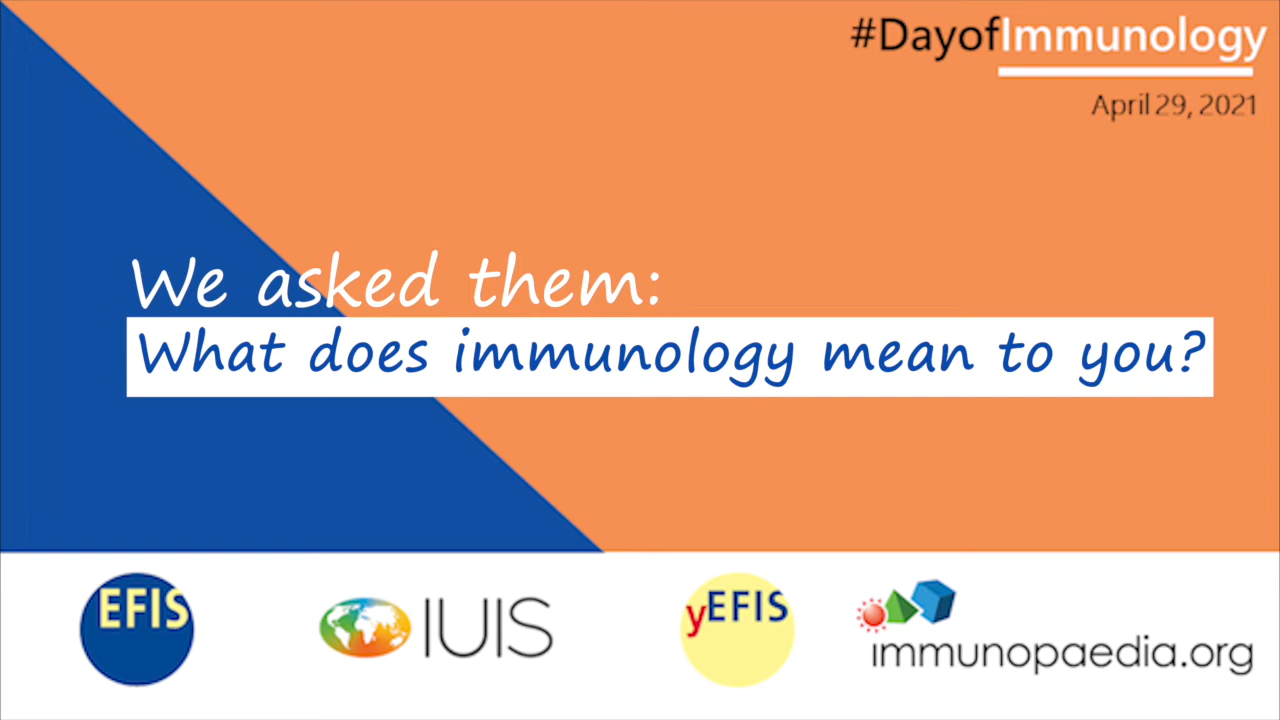 #DayofImmunology
April 29, 2021
We asked them:
What does immunology mean to you?
EFIS
IUIS
yEFIS
immunopaedia.org